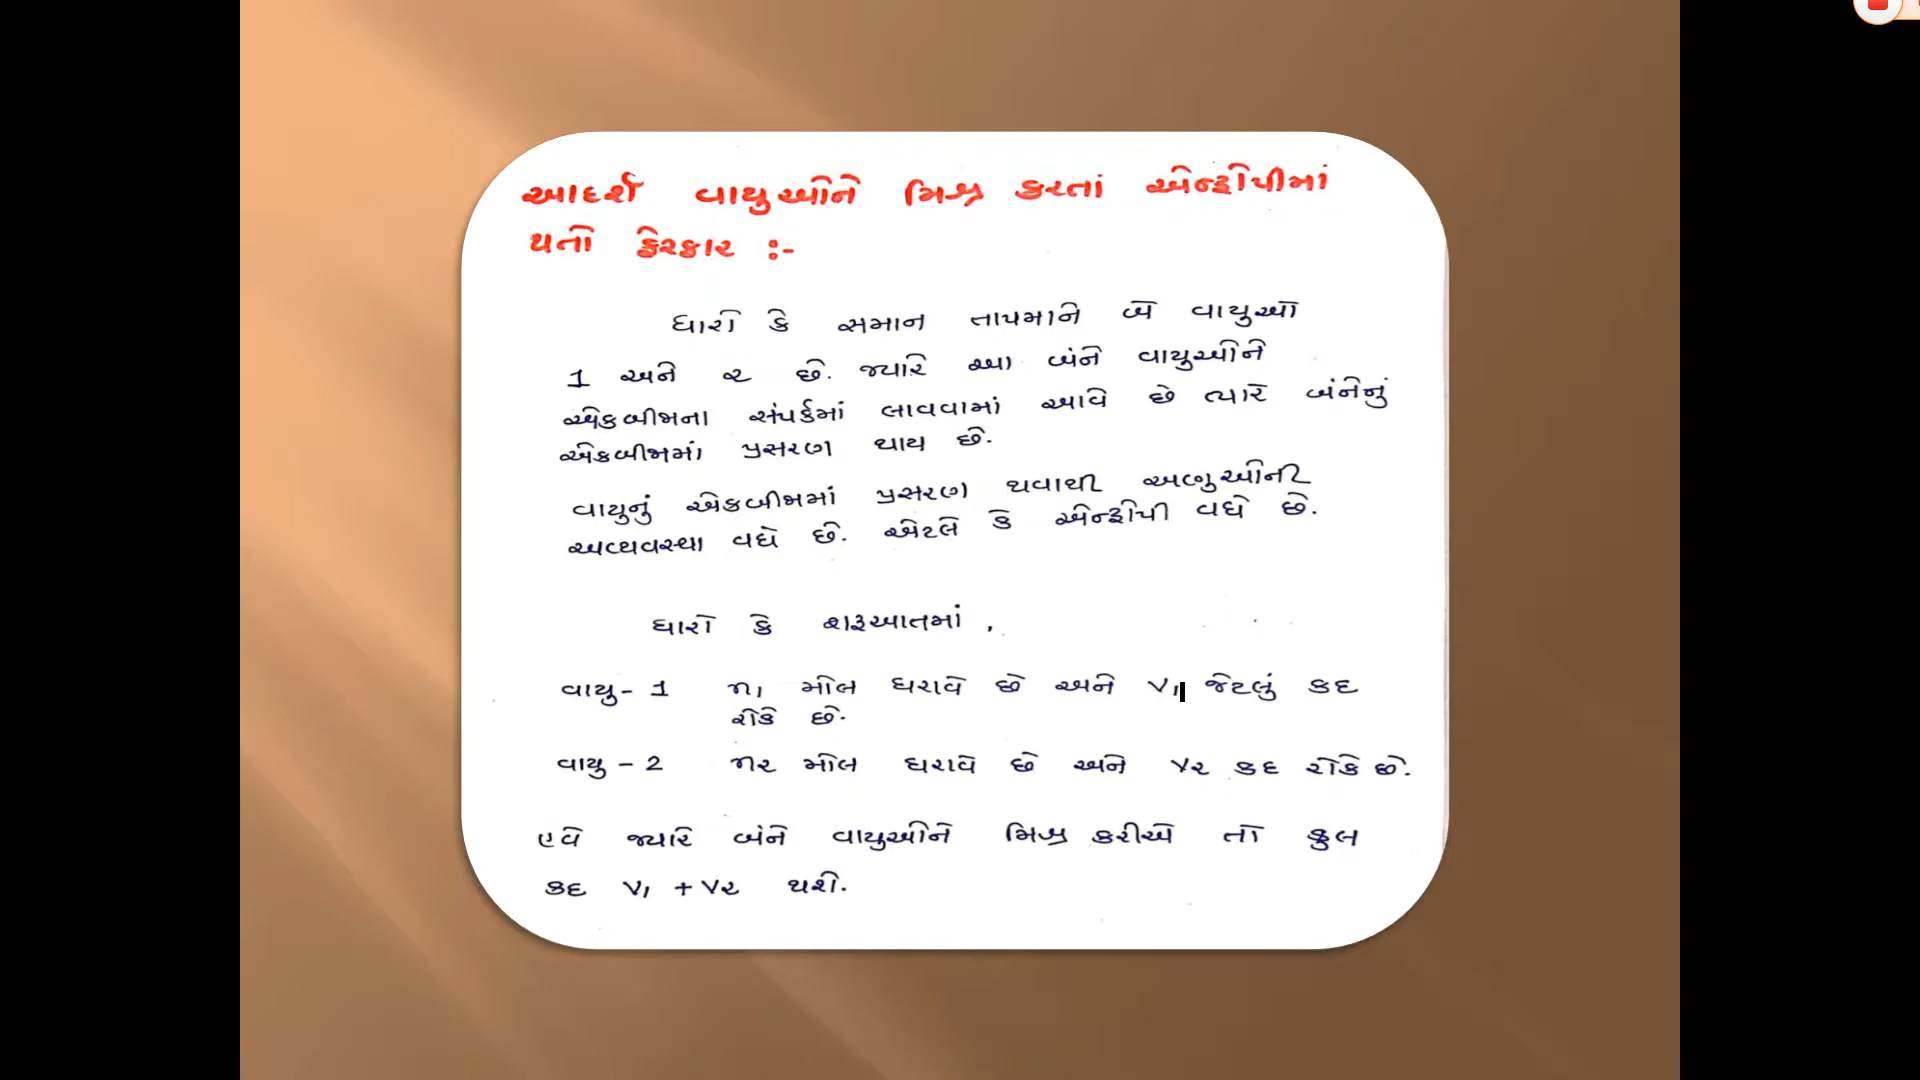 આદર્શ વાયુઓને મિશ્ર કરતાં એન્ટ્રોપીમાં
થતો ફેરફાર :-
ધારો કે સમાન તાપમાને બે વાયુઓ
1 અને ૨ છે. જ્યારે આ બંને વાયુઓને
એકબીજાના સંપર્કમાં લાવવામાં આવે છે ત્યારે બંનેનું
એકબીજામાં પ્રસરણ થાય છે.
વાયુનું એકબીજામાં પ્રસરણ થવાથી અણુઓની
અવ્યવસ્થા વધે છે. એટલે કે એન્ટ્રોપી વધે છે.
ધારો કે શરૂઆતમાં,
વાયુ - 1 n₁ મોલ ધરાવે છે અને V₁ જેટલું કદ
રોકે છે.
વાયુ - 2 n૨ મોલ ધરાવે છે અને V૨ કદ રોકે છે.
હવે જ્યારે બંને વાયુઓને મિશ્ર કરીએ તો કુલ
કદ V₁ + V૨ થશે.